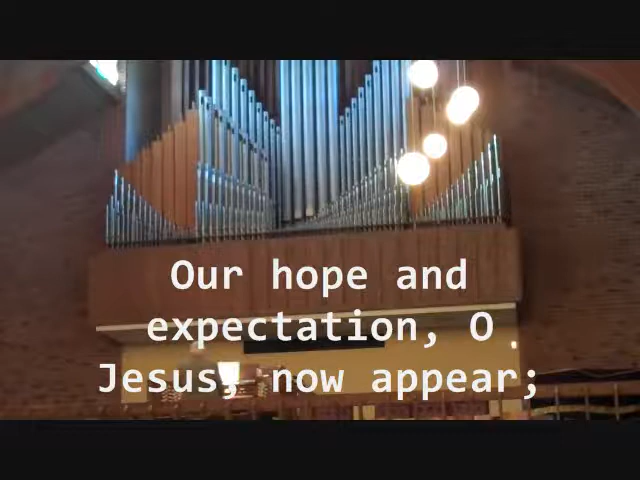 Our hope and
expectation, O
Jesus, now appear;